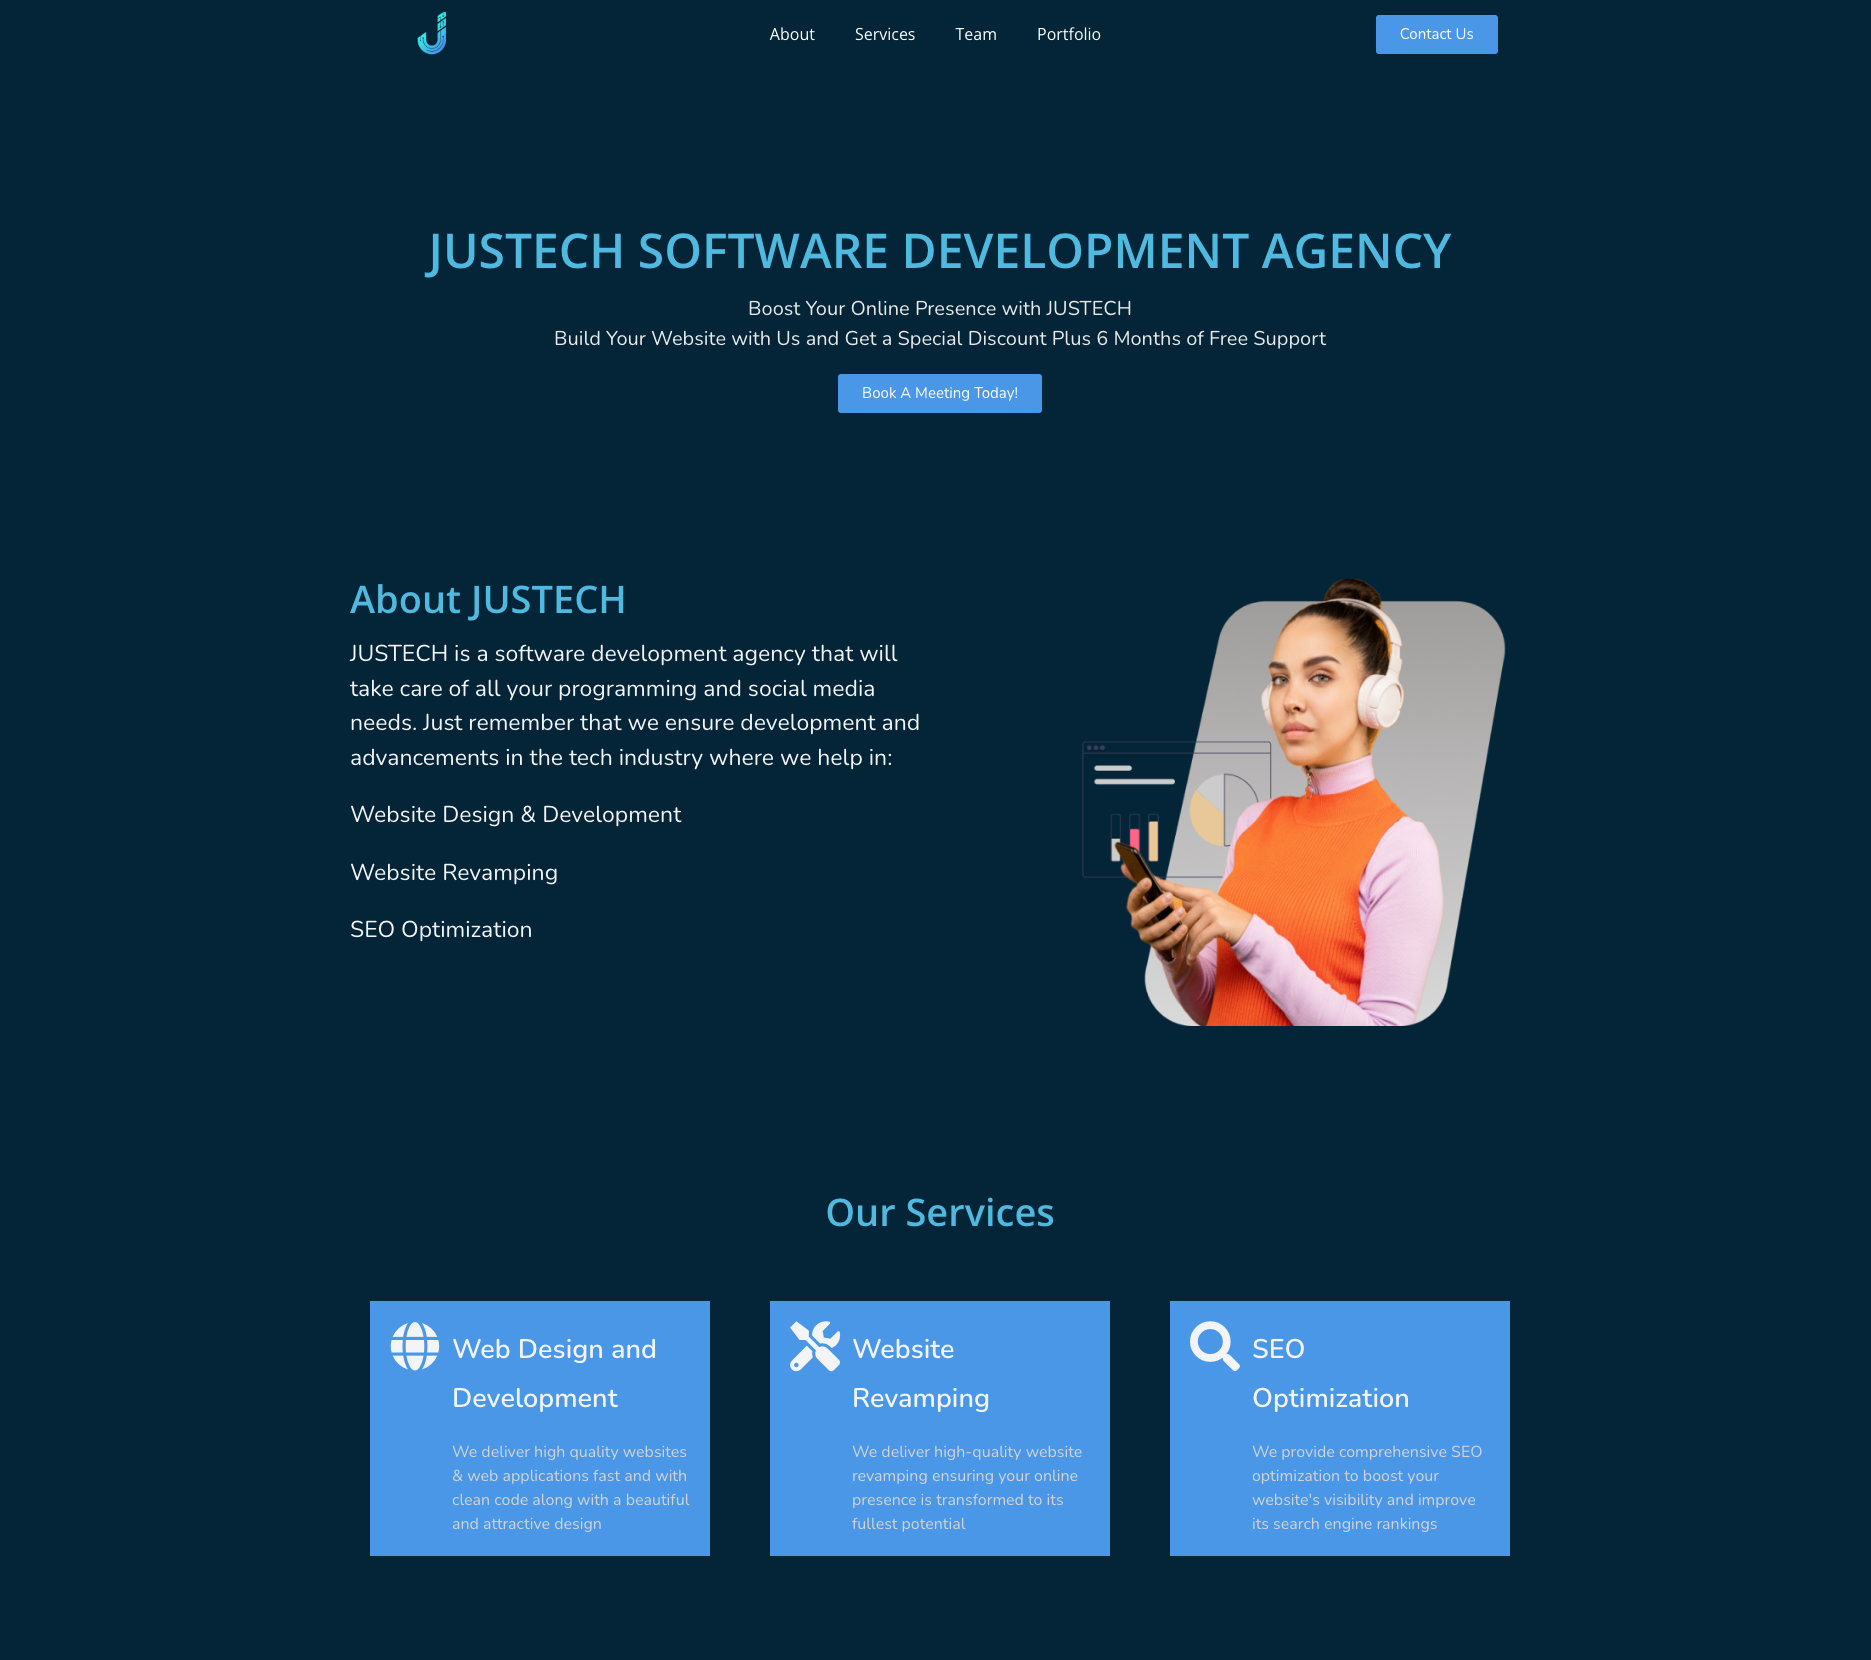 About Services Team Portfolio Contact Us
JUSTECH SOFTWARE DEVELOPMENT AGENCY
Boost Your Online Presence with JUSTECH
Build Your Website with Us and Get a Special Discount Plus 6 Months of Free Support
Book A Meeting Today!
About JUSTECH
JUSTECH is a software development agency that will
take care of all your programming and social media
needs. Just remember that we ensure development and
advancements in the tech industry where we help in:
Website Design & Development
Website Revamping
SEO Optimization
Our Services
Web Design and
Development
We deliver high quality websites
& web applications fast and with
clean code along with a beautiful
and attractive design
Website
Revamping
We deliver high-quality website
revamping ensuring your online
presence is transformed to its
fullest potential
SEO
Optimization
We provide comprehensive SEO
optimization to boost your
website's visibility and improve
its search engine rankings